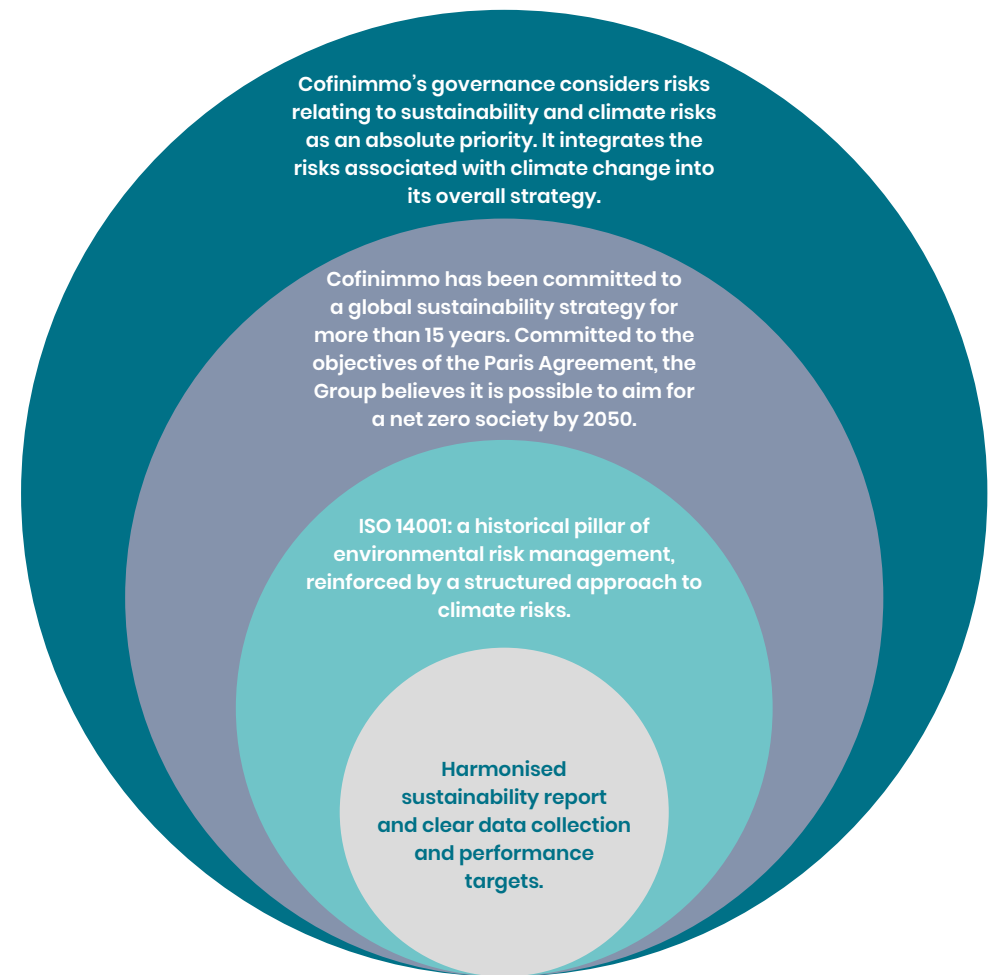 Cofinimmo’s governance considers risks
relating to sustainability and climate risks
as an absolute priority. It integrates the
risks associated with climate change into
its overall strategy.
Cofinimmo has been committed to
a global sustainability strategy for
more than 15 years. Committed to the
objectives of the Paris Agreement, the
Group believes it is possible to aim for
a net zero society by 2050.
ISO 14001: a historical pillar of
environmental risk management,
reinforced by a structured approach to
climate risks.
Harmonised
sustainability report
and clear data collection
and performance
targets.